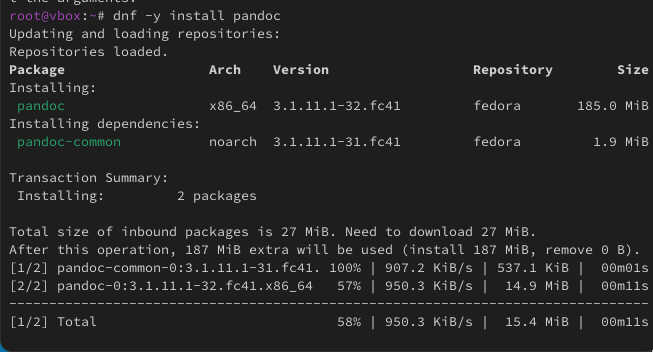 t the arguments.
root@vbox:~# dnf -y install pandoc
Updating and loading repositories:
Repositories loaded.
Package Arch Version Repository Size
Installing:
pandoc x86_64 3.1.11.1-32.fc41 fedora 185.0 MiB
Installing dependencies:
pandoc-common noarch 3.1.11.1-31.fc41 fedora 1.9 MiB
Transaction Summary:
Installing: 2 packages
Total size of inbound packages is 27 MiB. Need to download 27 MiB.
After this operation, 187 MiB extra will be used (install 187 MiB, remove 0 B).
[1/2] pandoc-common-0:3.1.11.1-31.fc41. 100% | 907.2 KiB/s | 537.1 KiB | 00m01s
[2/2] pandoc-0:3.1.11.1-32.fc41.x86_64 57% | 950.3 KiB/s | 14.9 MiB | 00m11s
--------------------------------------------------------------------------------
[1/2] Total 58% | 950.3 KiB/s | 15.4 MiB | 00m11s